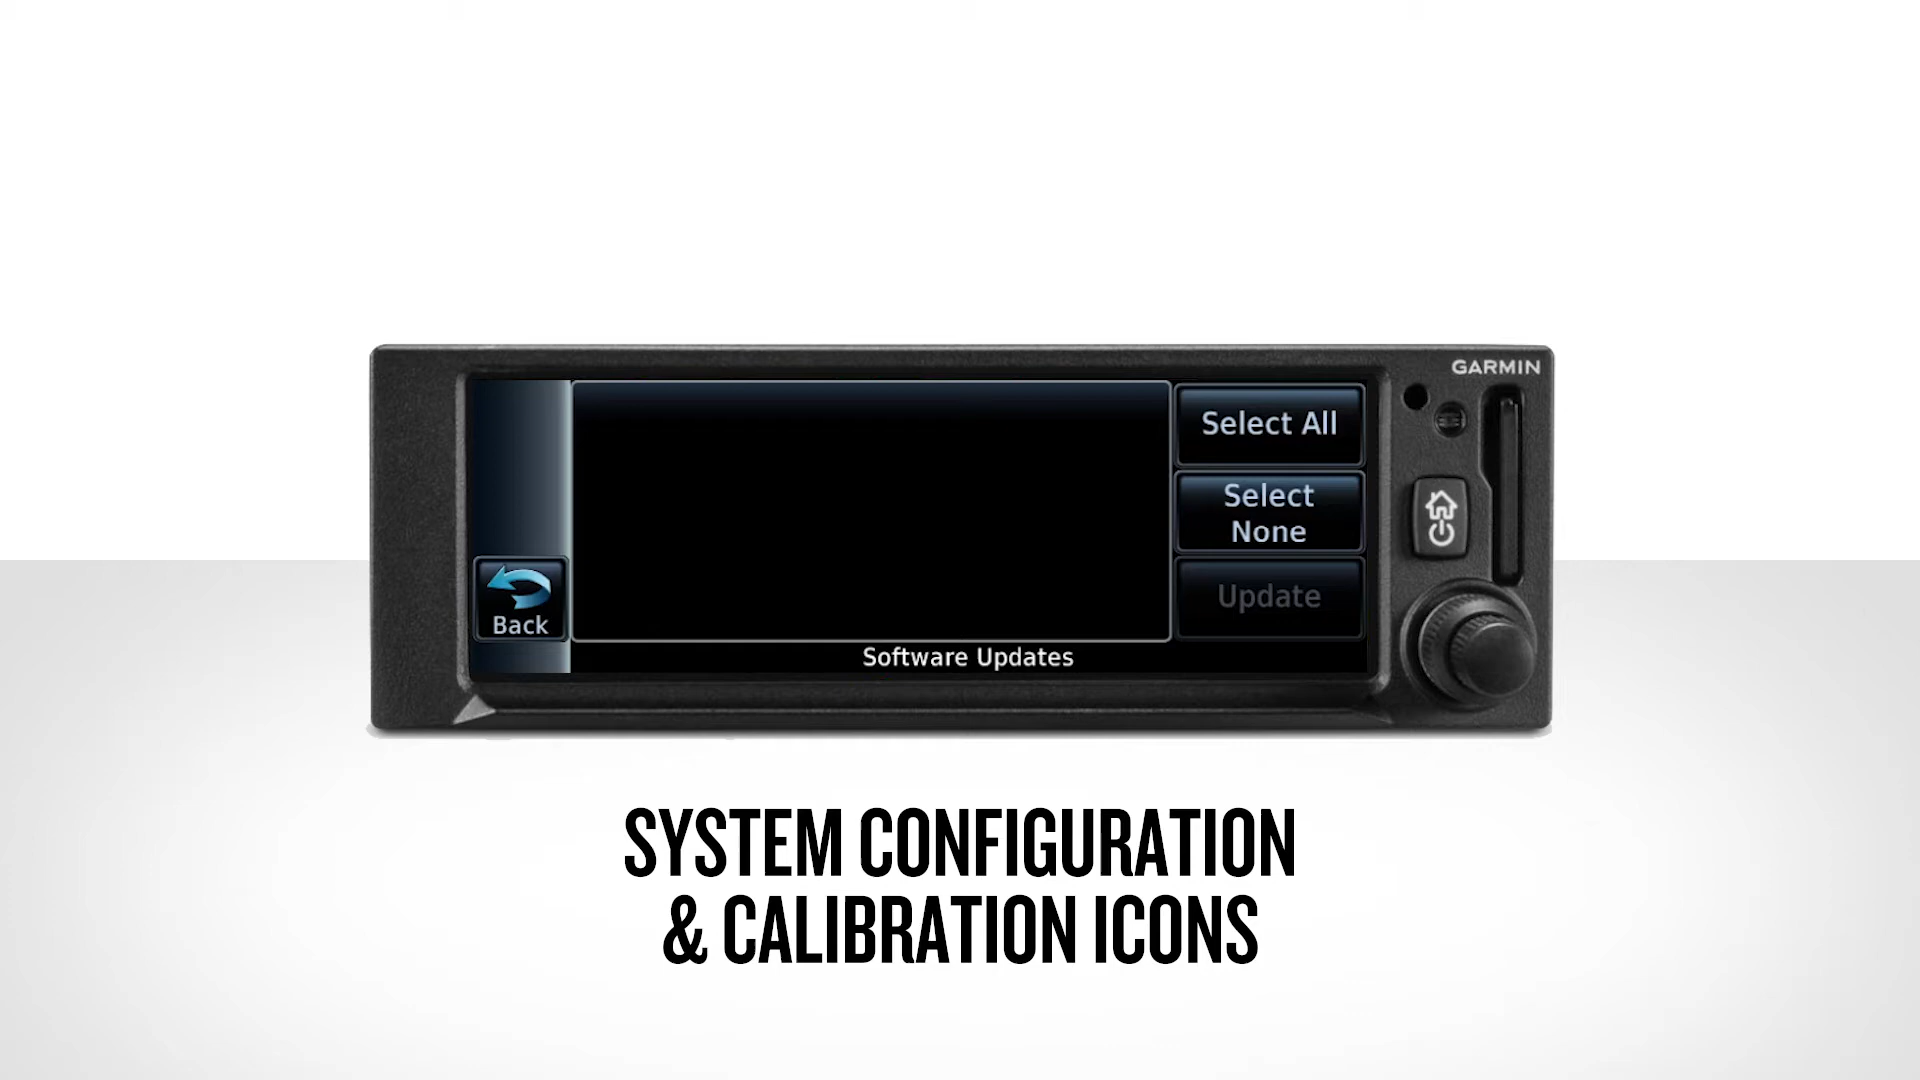 GARMIN
Select All
Select
None
Update
Back
Software Updates
SYSTEM CONFIGURATION
& CALIBRATION ICONS